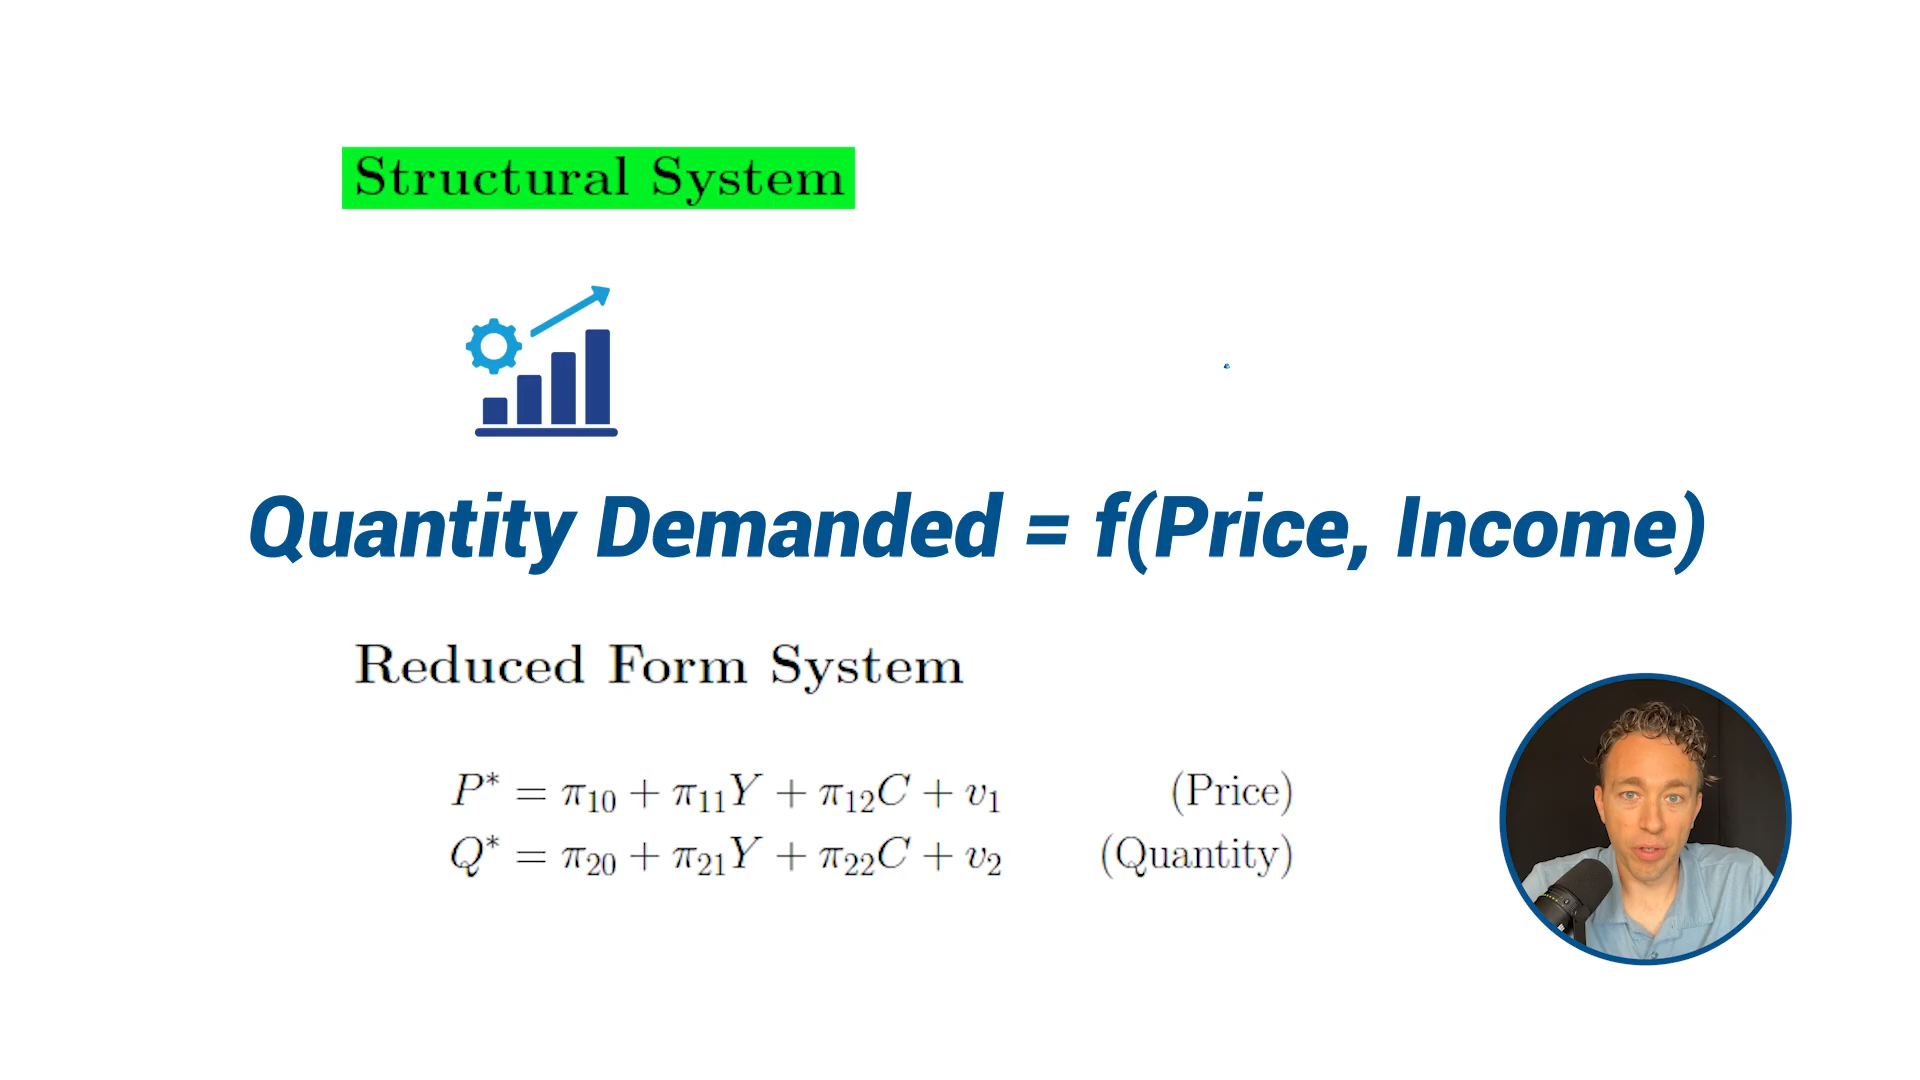 Structural System
Quantity Demanded = f(Price, Income)
Reduced Form System
P* = π₁₀ + π₁₁Y + π₁₂C + v₁ (Price)
Q* = π₂₀ + π₂₁Y + π₂₂C + v₂ (Quantity)